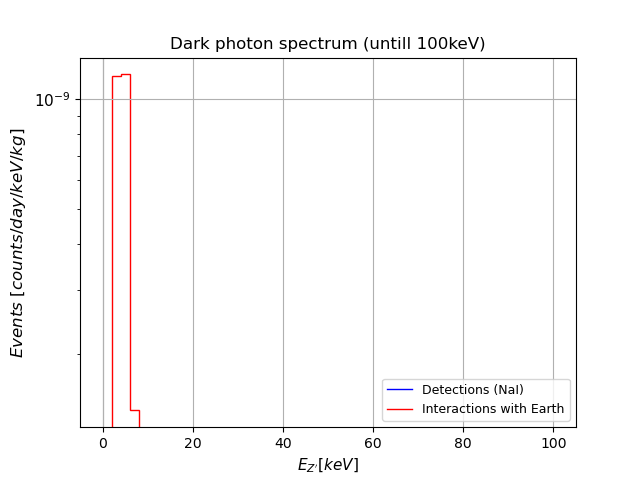 Dark photon spectrum (untill 100keV)
10⁻⁹
Events [counts/day/keV/kg]
Detections (NaI)
Interactions with Earth
0 20 40 60 80 100
E_{Z'}[keV]